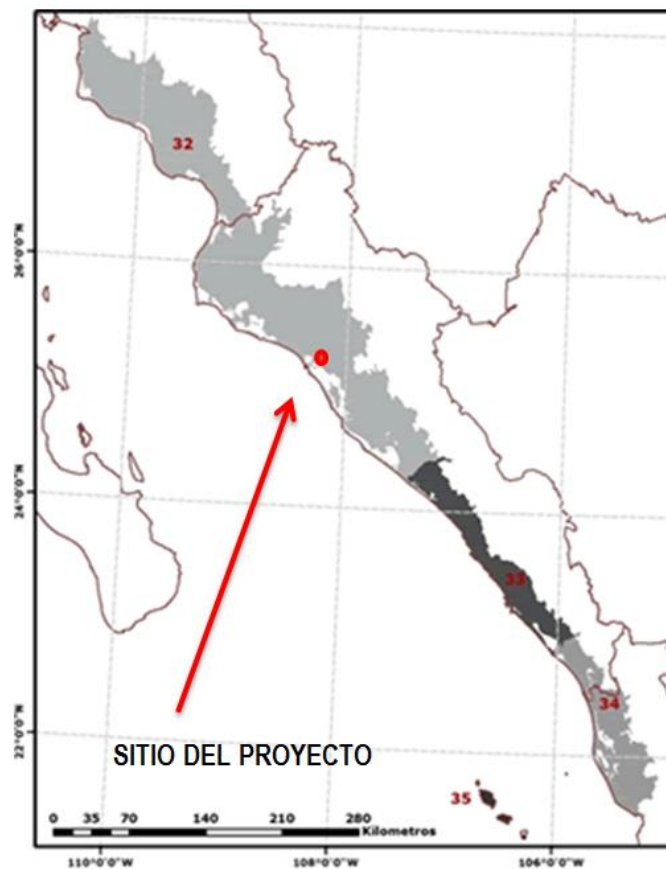 32
26°0'0"N
24°0'0"N
33
34
22°0'0"N
SITIO DEL PROYECTO
35
0 35 70 140 210 280
Kilometros
110°0'0"W 108°0'0"W 106°0'0"W